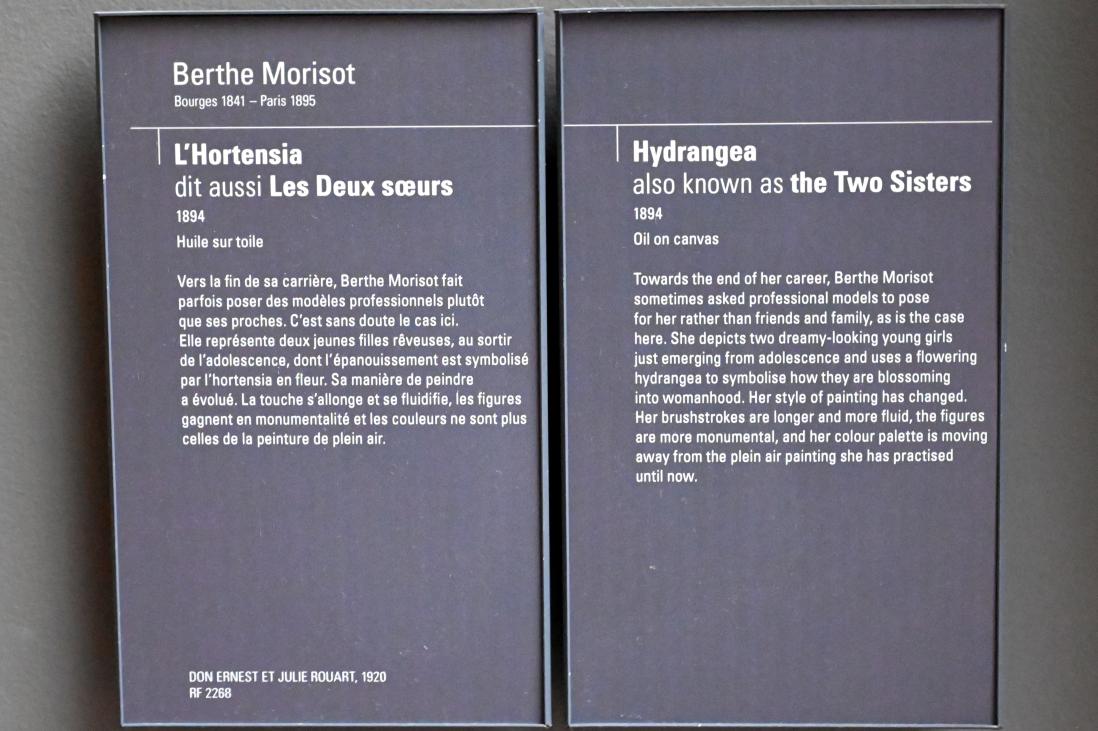 Berthe Morisot
Bourges 1841 – Paris 1895
L'Hortensia
dit aussi Les Deux sœurs
1894
Huile sur toile
Vers la fin de sa carrière, Berthe Morisot fait
parfois poser des modèles professionnels plutôt
que ses proches. C'est sans doute le cas ici.
Elle représente deux jeunes filles rêveuses, au sortir
de l'adolescence, dont l'épanouissement est symbolisé
par l'hortensia en fleur. Sa manière de peindre
a évolué. La touche s'allonge et se fluidifie, les figures
gagnent en monumentalité et les couleurs ne sont plus
celles de la peinture de plein air.
DON ERNEST ET JULIE ROUART, 1920
RF 2268
Hydrangea
also known as the Two Sisters
1894
Oil on canvas
Towards the end of her career, Berthe Morisot
sometimes asked professional models to pose
for her rather than friends and family, as is the case
here. She depicts two dreamy-looking young girls
just emerging from adolescence and uses a flowering
hydrangea to symbolise how they are blossoming
into womanhood. Her style of painting has changed.
Her brushstrokes are longer and more fluid, the figures
are more monumental, and her colour palette is moving
away from the plein air painting she has practised
until now.